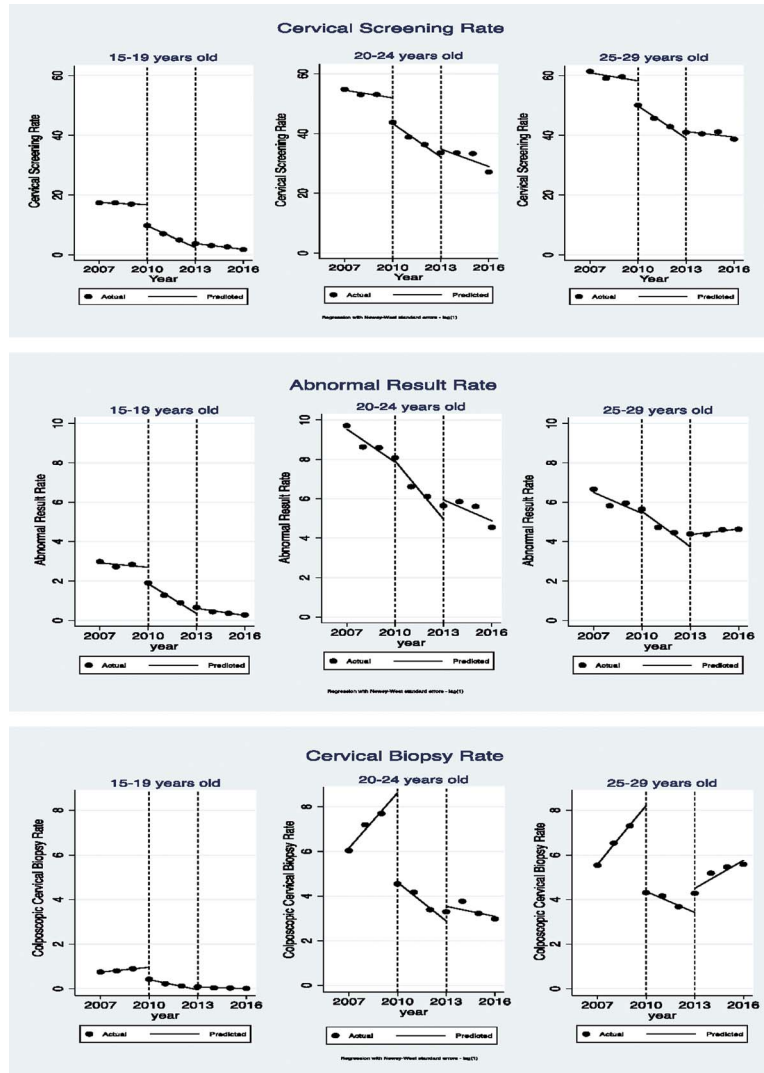 Cervical Screening Rate
15-19 years old
20-24 years old
25-29 years old
Cervical Screening Rate
0 20 40 60
2007 2010 2013 2016
Year
Actual Predicted
Cervical Screening Rate
0 20 40 60
2007 2010 2013 2016
Year
Actual Predicted
Cervical Screening Rate
0 20 40 60
2007 2010 2013 2016
Year
Actual Predicted
Regression with Newey-West standard errors - lag(1)
Abnormal Result Rate
15-19 years old
20-24 years old
25-29 years old
Abnormal Result Rate
0 2 4 6 8 10
2007 2010 2013 2016
year
Actual Predicted
Abnormal Result Rate
0 2 4 6 8 10
2007 2010 2013 2016
year
Actual Predicted
Abnormal Result Rate
0 2 4 6 8 10
2007 2010 2013 2016
year
Actual Predicted
Regression with Newey-West standard errors - lag(1)
Cervical Biopsy Rate
15-19 years old
20-24 years old
25-29 years old
Colposcopic Cervical Biopsy Rate
0 2 4 6 8
2007 2010 2013 2016
year
Actual Predicted
Colposcopic Cervical Biopsy Rate
0 2 4 6 8
2007 2010 2013 2016
year
Actual Predicted
Colposcopic Cervical Biopsy Rate
0 2 4 6 8
2007 2010 2013 2016
year
Actual Predicted
Regression with Newey-West standard errors - lag(1)